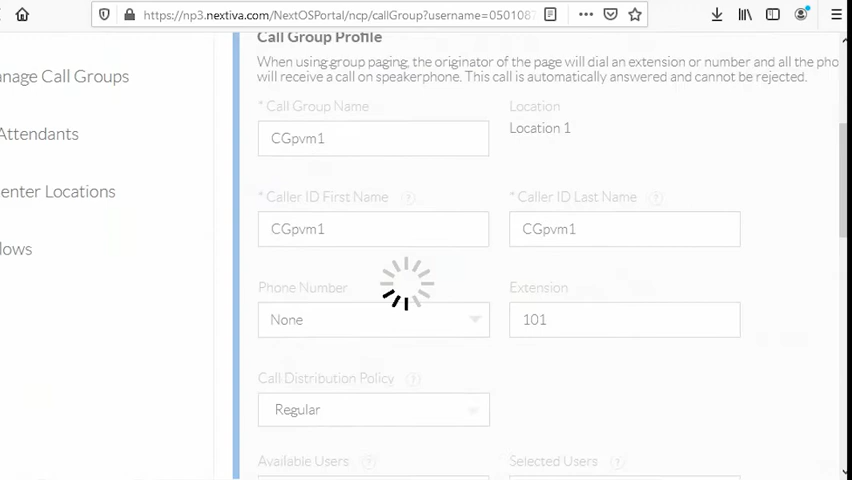 https://np3.nextiva.com/NextOSPortal/ncp/callGroup?username=050108
Call Group Profile
When using group paging, the originator of the page will dial an extension or number and all the pho
will receive a call on speakerphone. This call is automatically answered and cannot be rejected.
anage Call Groups
Attendants
enter Locations
lows
* Call Group Name
Location
CGpvm1
Location 1
* Caller ID First Name ?
* Caller ID Last Name ?
CGpvm1
CGpvm1
Phone Number
Extension
None
101
Call Distribution Policy ?
Regular
Available Users ?
Selected Users ?